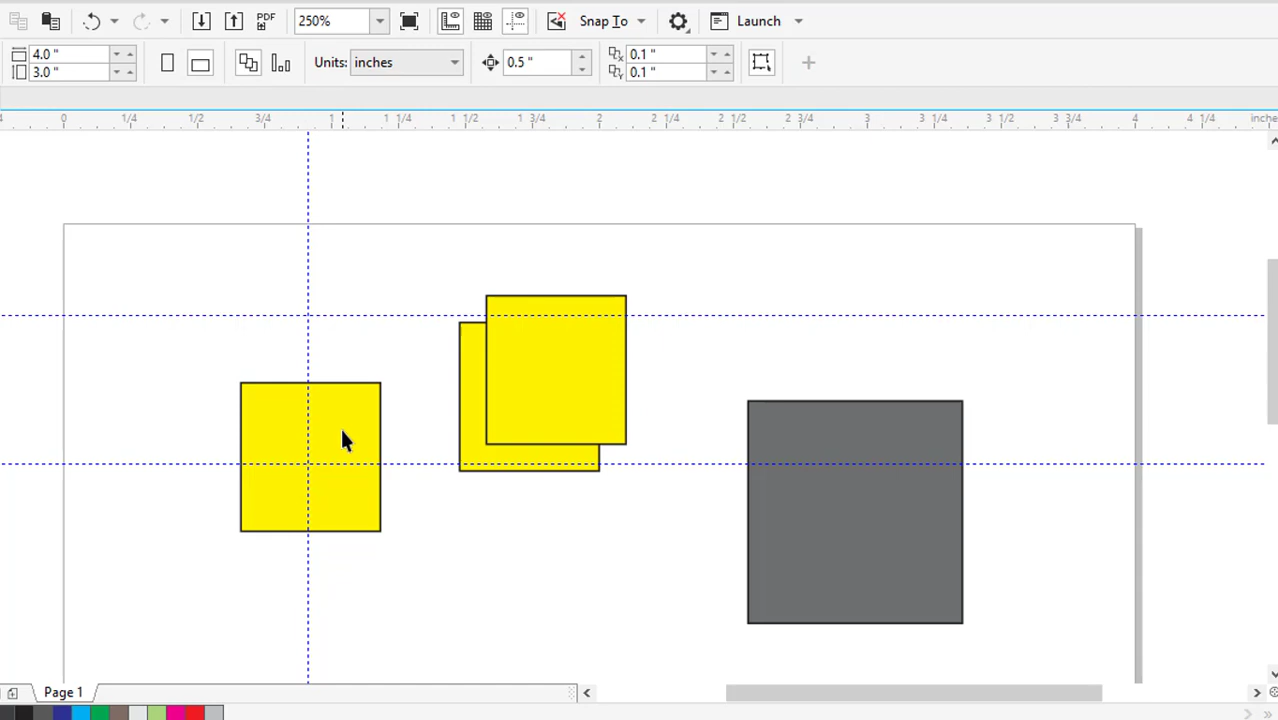 PDF 250% Snap To Launch
4.0 " Units: inches 0.5 " 0.1 "
3.0 " 0.1 "
0 1/4 1/2 3/4 1 1 1/4 1 1/2 1 3/4 2 2 1/4 2 1/2 2 3/4 3 3 1/4 3 1/2 3 3/4 4 4 1/4 inche
Page 1